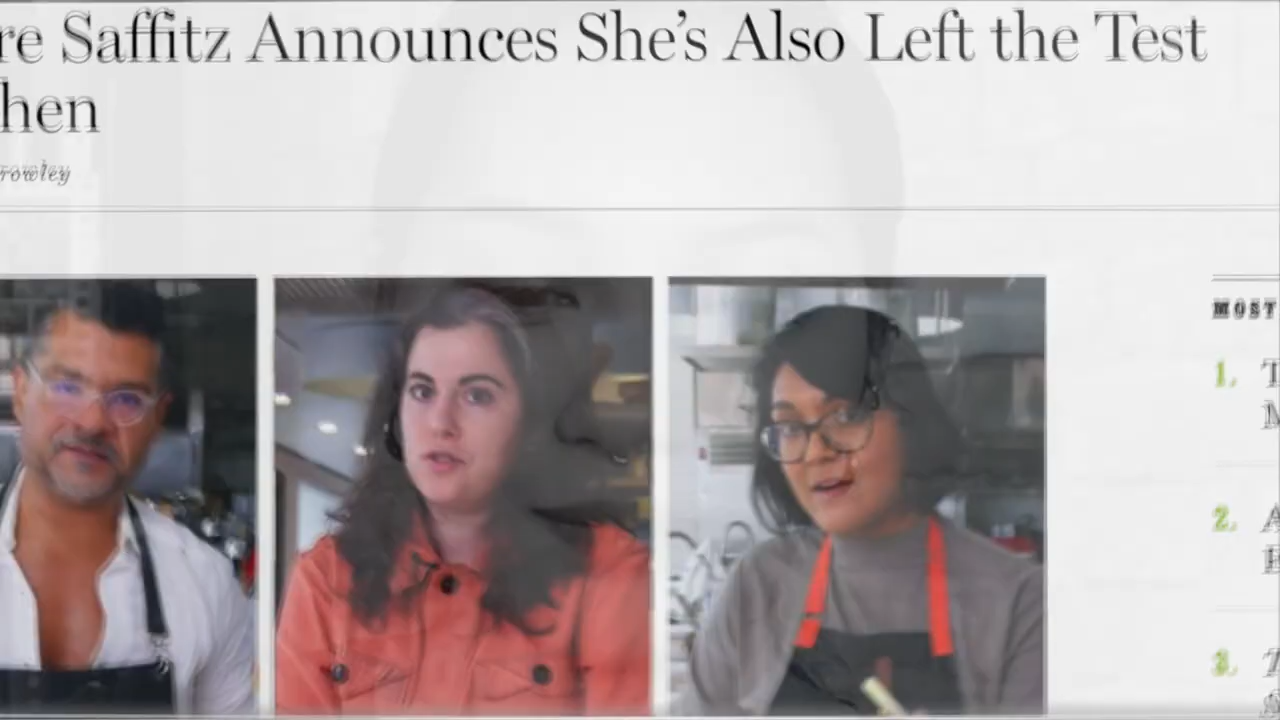 re Saffitz Announces She's Also Left the Test
hen
rowley
MOST
1.
2.
3.